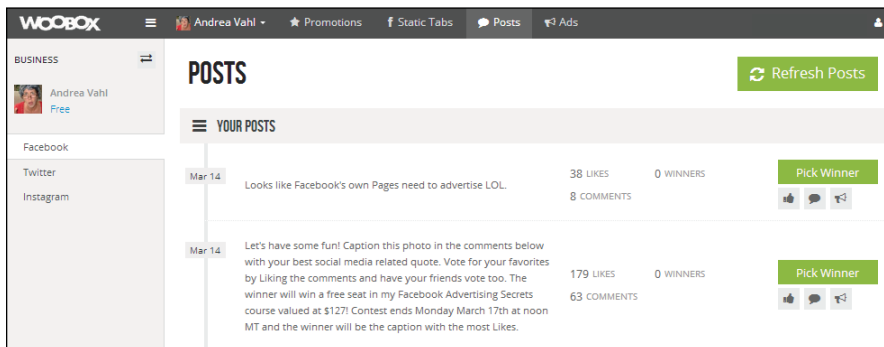 WOOBOX Andrea Vahl Promotions f Static Tabs Posts Ads
BUSINESS
Andrea Vahl
Free
Facebook
Twitter
Instagram
POSTS
Refresh Posts
YOUR POSTS
Mar 14
Looks like Facebook's own Pages need to advertise LOL.
38 LIKES 0 WINNERS
8 COMMENTS
Pick Winner
Mar 14
Let's have some fun! Caption this photo in the comments below
with your best social media related quote. Vote for your favorites
by Liking the comments and have your friends vote too. The
winner will win a free seat in my Facebook Advertising Secrets
course valued at $127! Contest ends Monday March 17th at noon
MT and the winner will be the caption with the most Likes.
179 LIKES 0 WINNERS
63 COMMENTS
Pick Winner